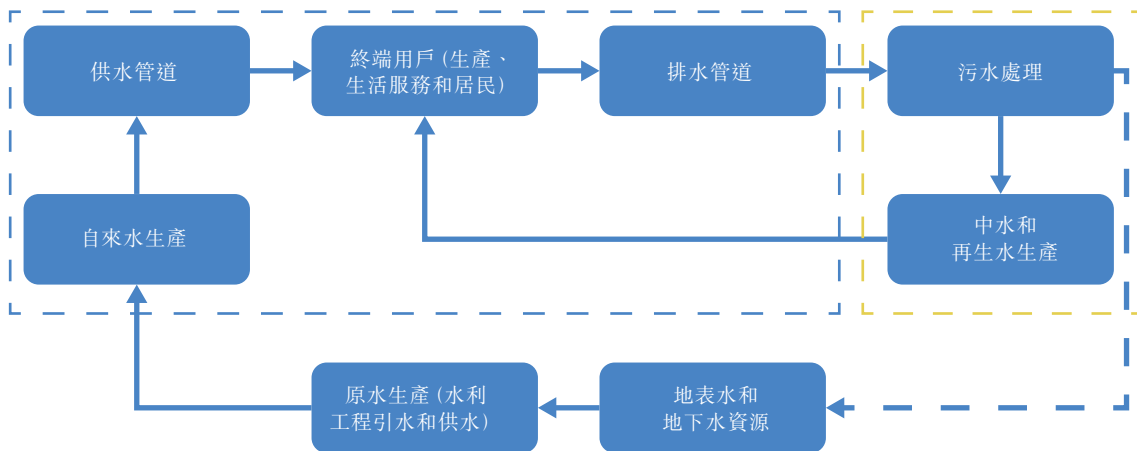 供水管道
終端用戶(生產、
生活服務和居民)
排水管道
污水處理
自來水生產
中水和
再生水生產
原水生產(水利
工程引水和供水)
地表水和
地下水資源